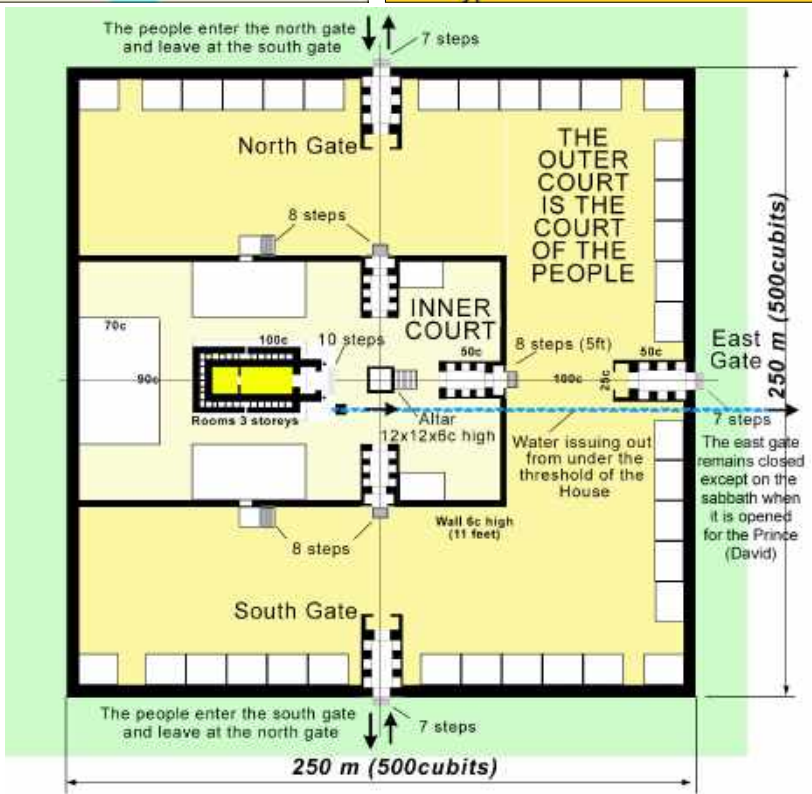 The people enter the north gate
and leave at the south gate
7 steps
North Gate
THE
OUTER
COURT
IS THE
COURT
OF THE
PEOPLE
8 steps
INNER
COURT
70c
100c
10 steps
90c
50c
8 steps (5ft)
100c
25c
50c
East
Gate
250 m (500cubits)
Rooms 3 storeys
Altar
12x12x6c high
Water issuing out
from under the
threshold of the
House
7 steps
The east gate
remains closed
except on the
sabbath when
it is opened
for the Prince
(David)
Wall 6c high
(11 feet)
8 steps
South Gate
The people enter the south gate
and leave at the north gate
7 steps
250 m (500cubits)